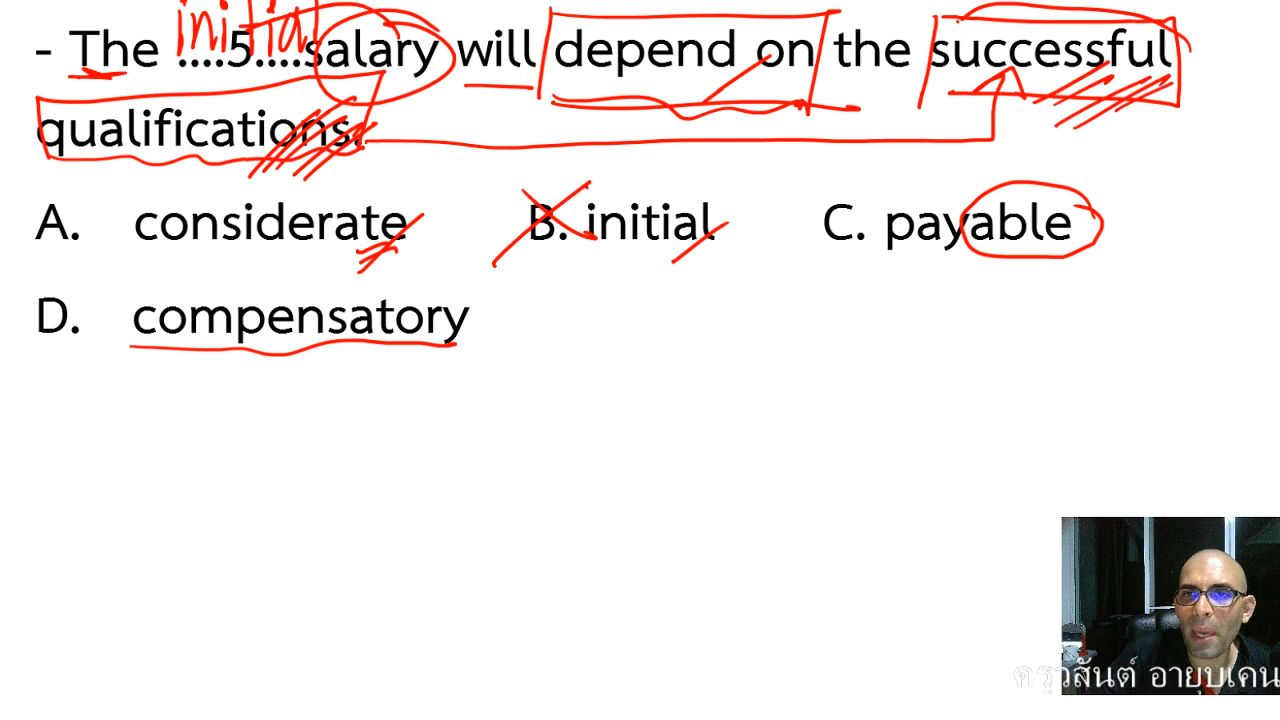 initial
- The ....5....salary will depend on the successful
qualifications.
A. considerate B. initial C. payable
D. compensatory
ครูวสันต์ อายุบเคน